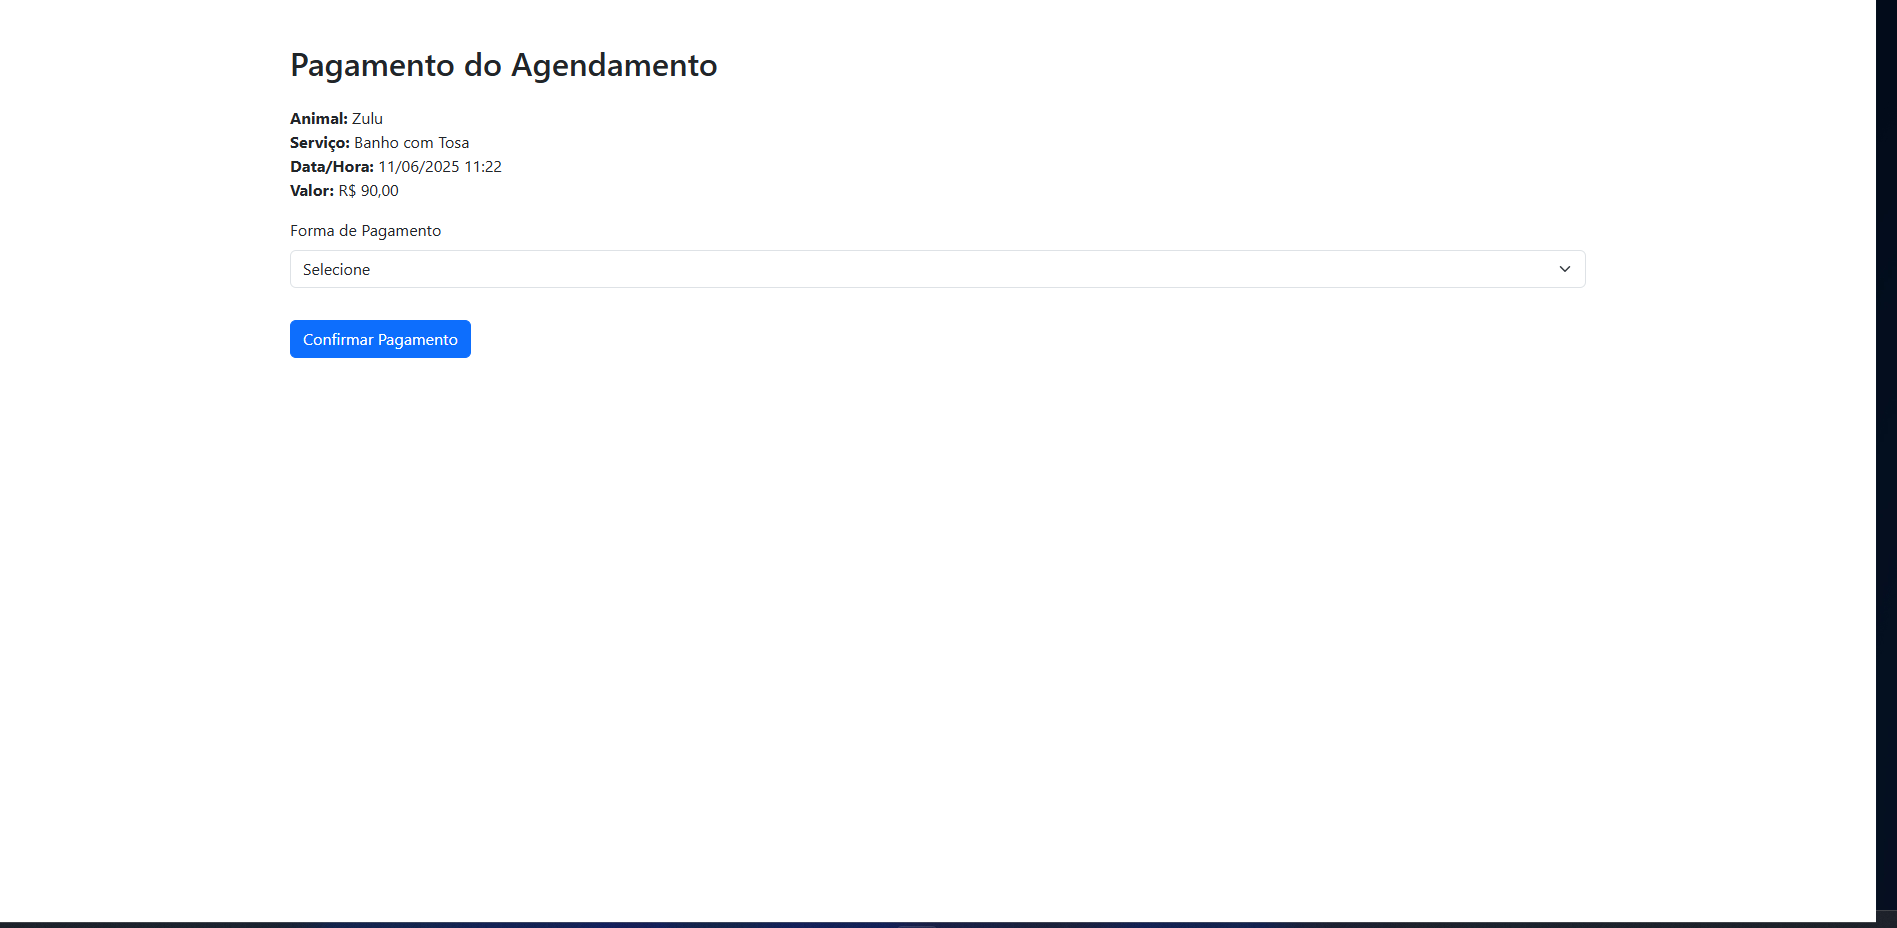 Pagamento do Agendamento
Animal: Zulu
Serviço: Banho com Tosa
Data/Hora: 11/06/2025 11:22
Valor: R$ 90,00
Forma de Pagamento
Selecione
Confirmar Pagamento